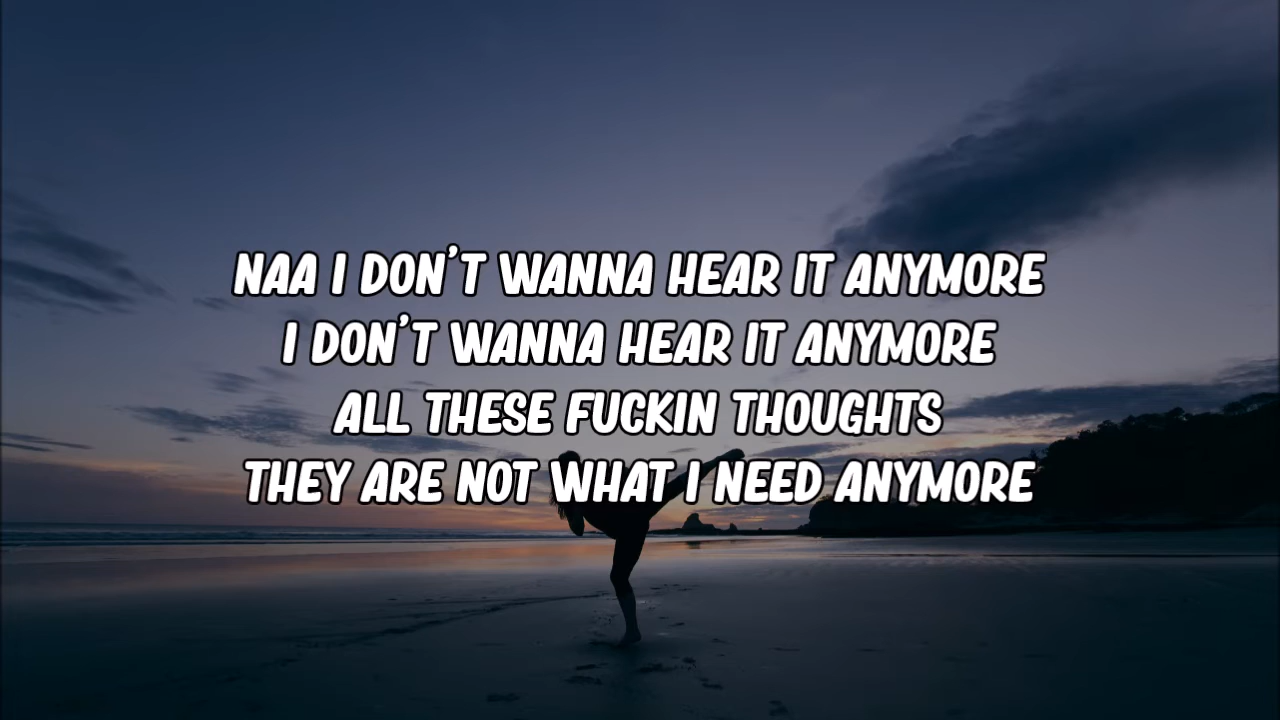 NAA I DON'T WANNA HEAR IT ANYMORE
I DON'T WANNA HEAR IT ANYMORE
ALL THESE FUCKIN THOUGHTS
THEY ARE NOT WHAT I NEED ANYMORE